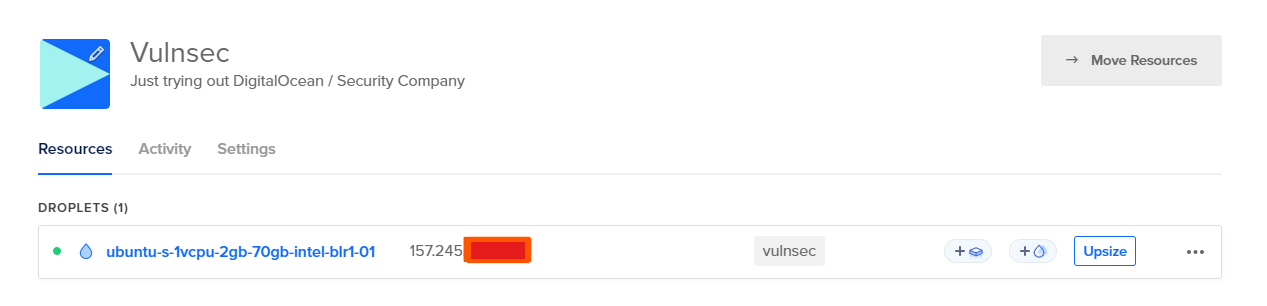 Vulnsec
Just trying out DigitalOcean / Security Company
→ Move Resources
Resources Activity Settings
DROPLETS (1)
ubuntu-s-1vcpu-2gb-70gb-intel-blr1-01 157.245 vulnsec + + Upsize ...